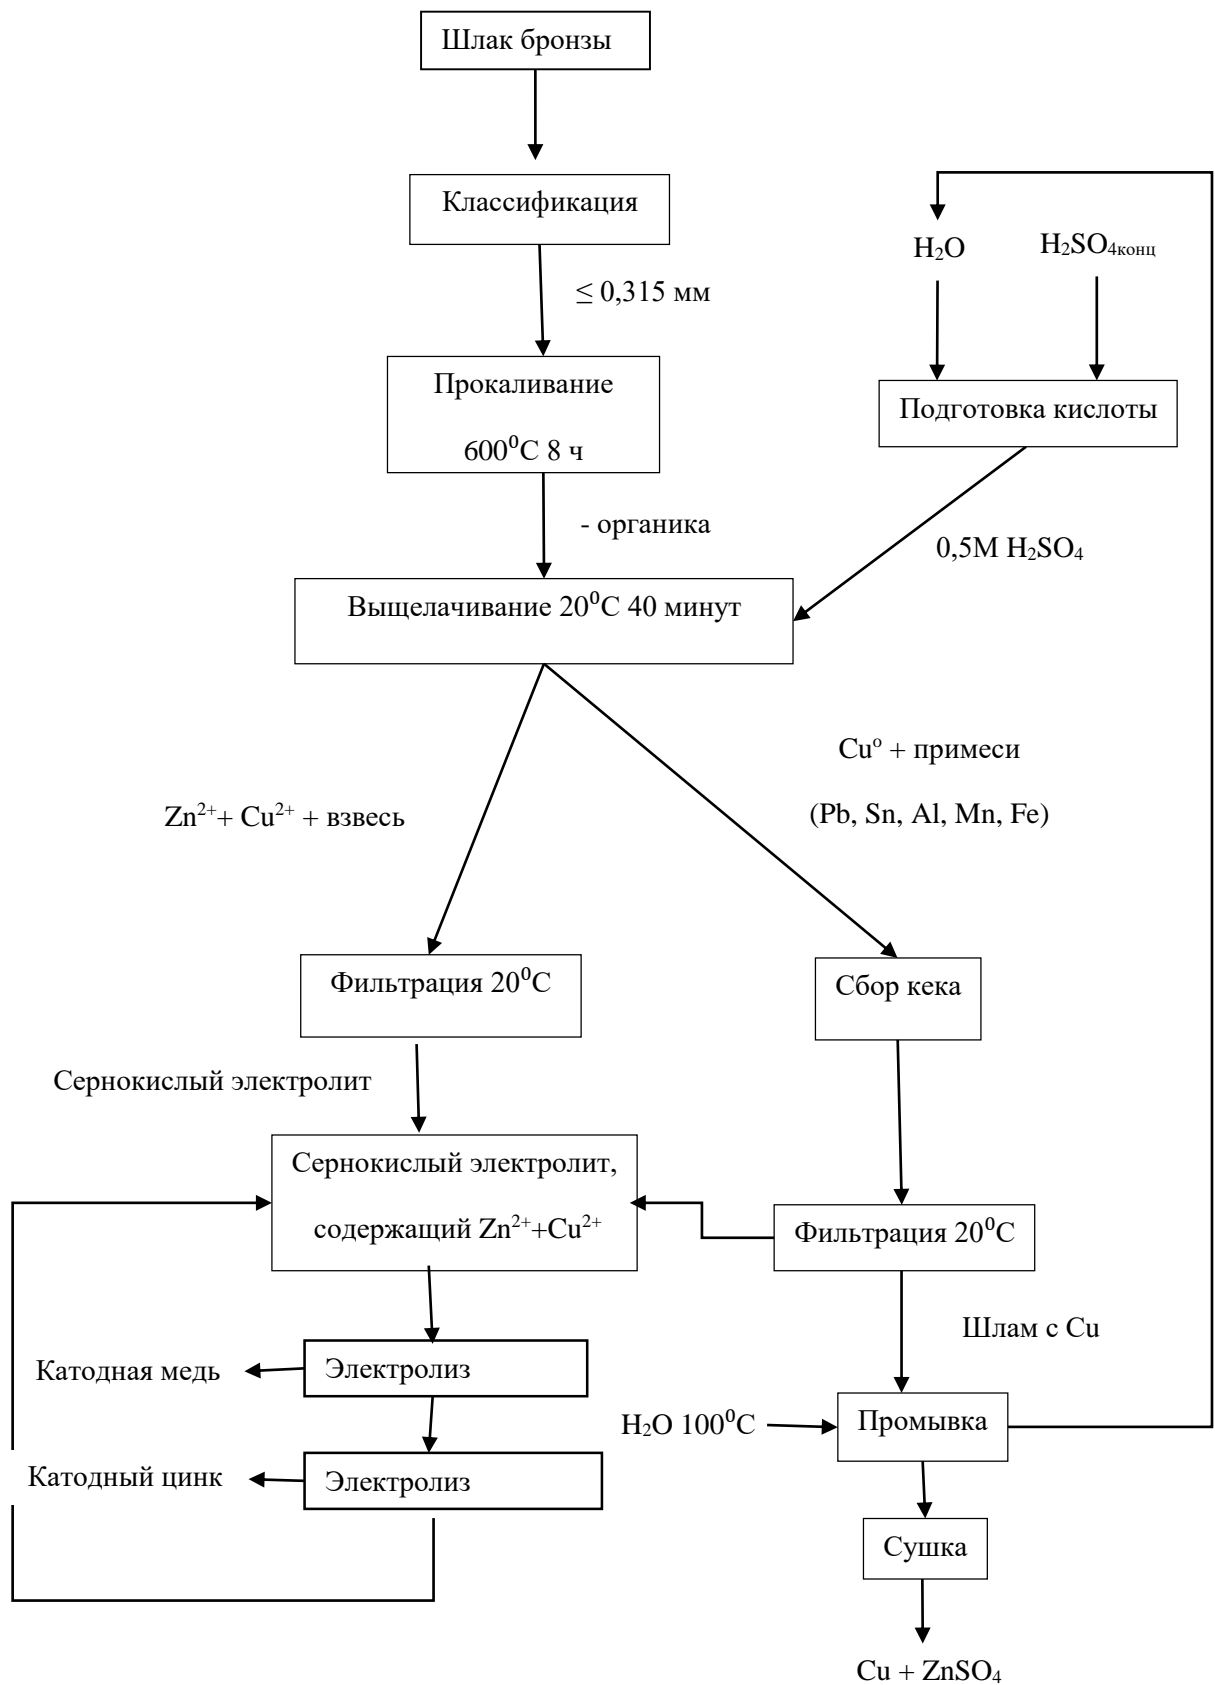 Шлак бронзы
Классификация
≤ 0,315 мм
H₂O
H₂SO₄конц
Прокаливание
600⁰С 8 ч
Подготовка кислоты
- органика
0,5М H₂SO₄
Выщелачивание 20⁰С 40 минут
Cuᵒ + примеси
(Pb, Sn, Al, Mn, Fe)
Zn²⁺+ Cu²⁺ + взвесь
Фильтрация 20⁰С
Сбор кека
Сернокислый электролит
Сернокислый электролит,
содержащий Zn²⁺+Cu²⁺
Фильтрация 20⁰С
Шлам с Cu
Катодная медь
Электролиз
H₂O 100⁰С
Промывка
Катодный цинк
Электролиз
Сушка
Cu + ZnSO₄